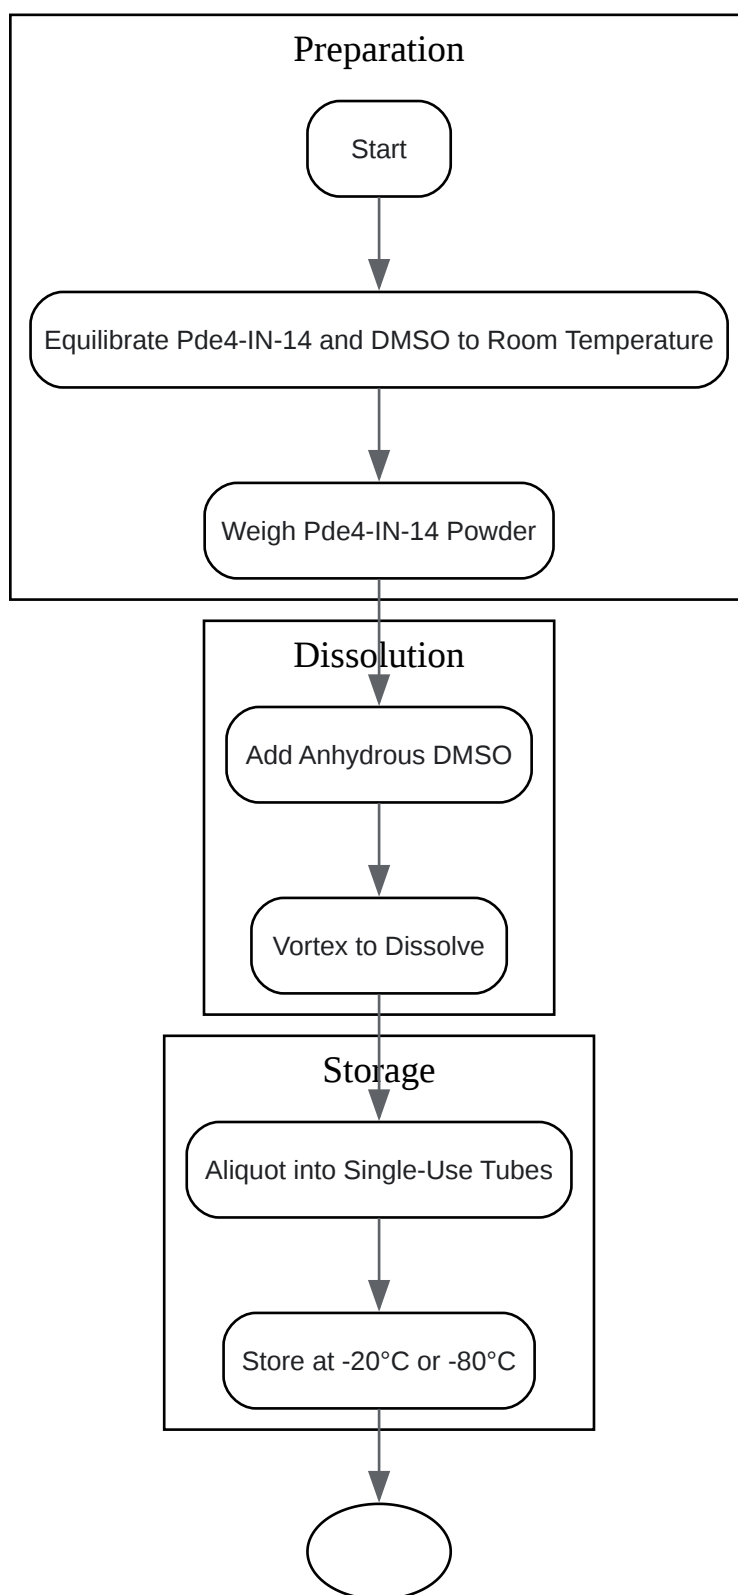 Preparation
Start
Equilibrate Pde4-IN-14 and DMSO to Room Temperature
Weigh Pde4-IN-14 Powder
Dissolution
Add Anhydrous DMSO
Vortex to Dissolve
Storage
Aliquot into Single-Use Tubes
Store at -20°C or -80°C